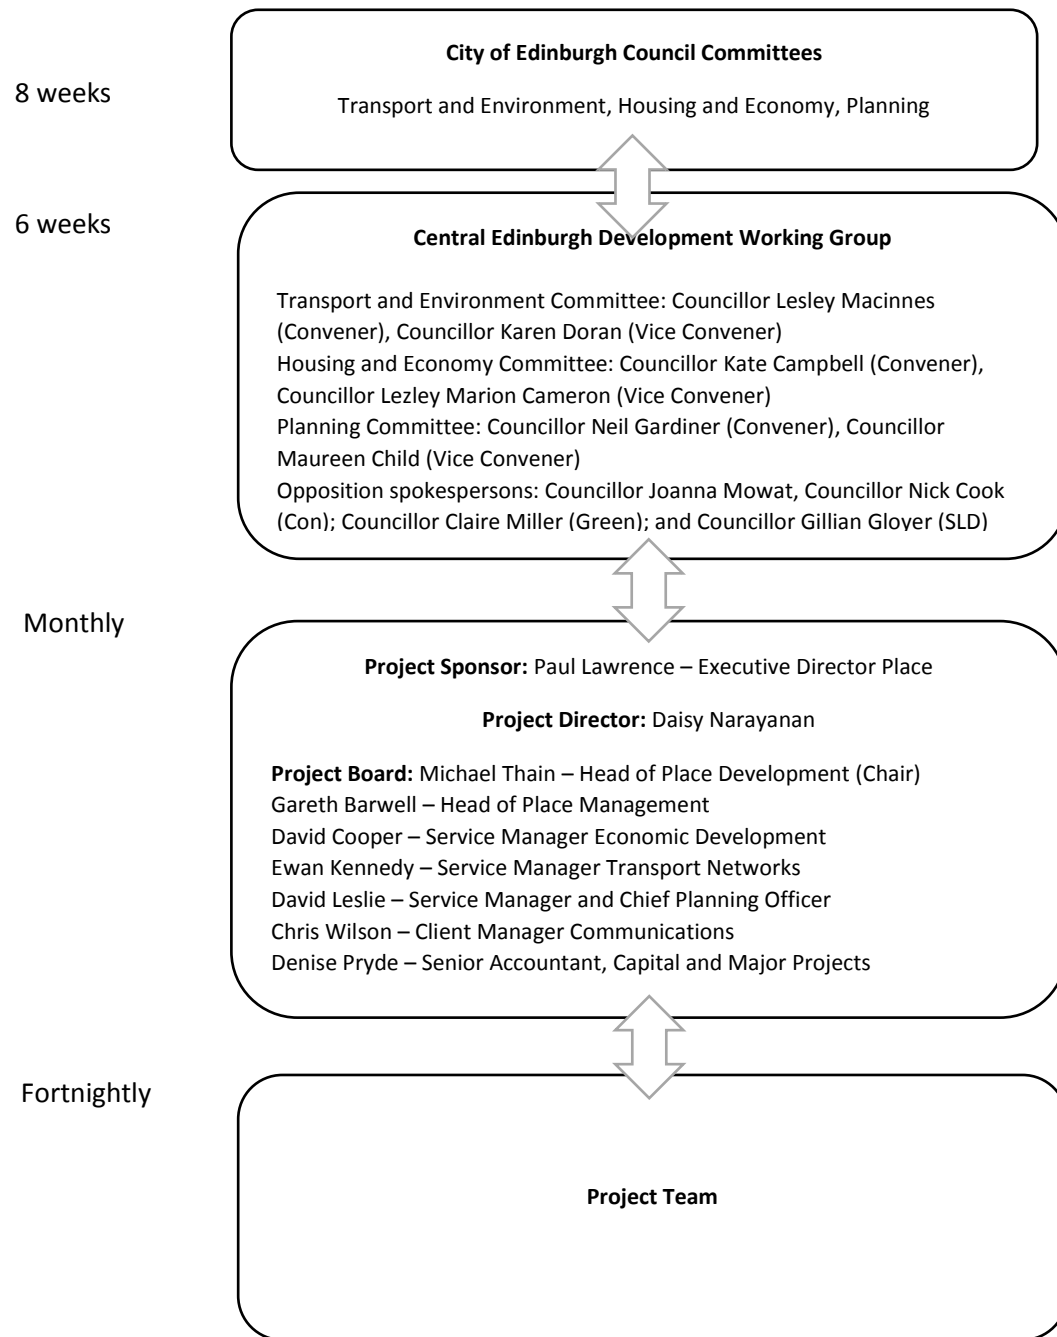 8 weeks
City of Edinburgh Council Committees
Transport and Environment, Housing and Economy, Planning
6 weeks
Central Edinburgh Development Working Group
Transport and Environment Committee: Councillor Lesley Macinnes
(Convener), Councillor Karen Doran (Vice Convener)
Housing and Economy Committee: Councillor Kate Campbell (Convener),
Councillor Lezley Marion Cameron (Vice Convener)
Planning Committee: Councillor Neil Gardiner (Convener), Councillor
Maureen Child (Vice Convener)
Opposition spokespersons: Councillor Joanna Mowat, Councillor Nick Cook
(Con); Councillor Claire Miller (Green); and Councillor Gillian Gloyer (SLD)
Monthly
Project Sponsor: Paul Lawrence – Executive Director Place
Project Director: Daisy Narayanan
Project Board: Michael Thain – Head of Place Development (Chair)
Gareth Barwell – Head of Place Management
David Cooper – Service Manager Economic Development
Ewan Kennedy – Service Manager Transport Networks
David Leslie – Service Manager and Chief Planning Officer
Chris Wilson – Client Manager Communications
Denise Pryde – Senior Accountant, Capital and Major Projects
Fortnightly
Project Team